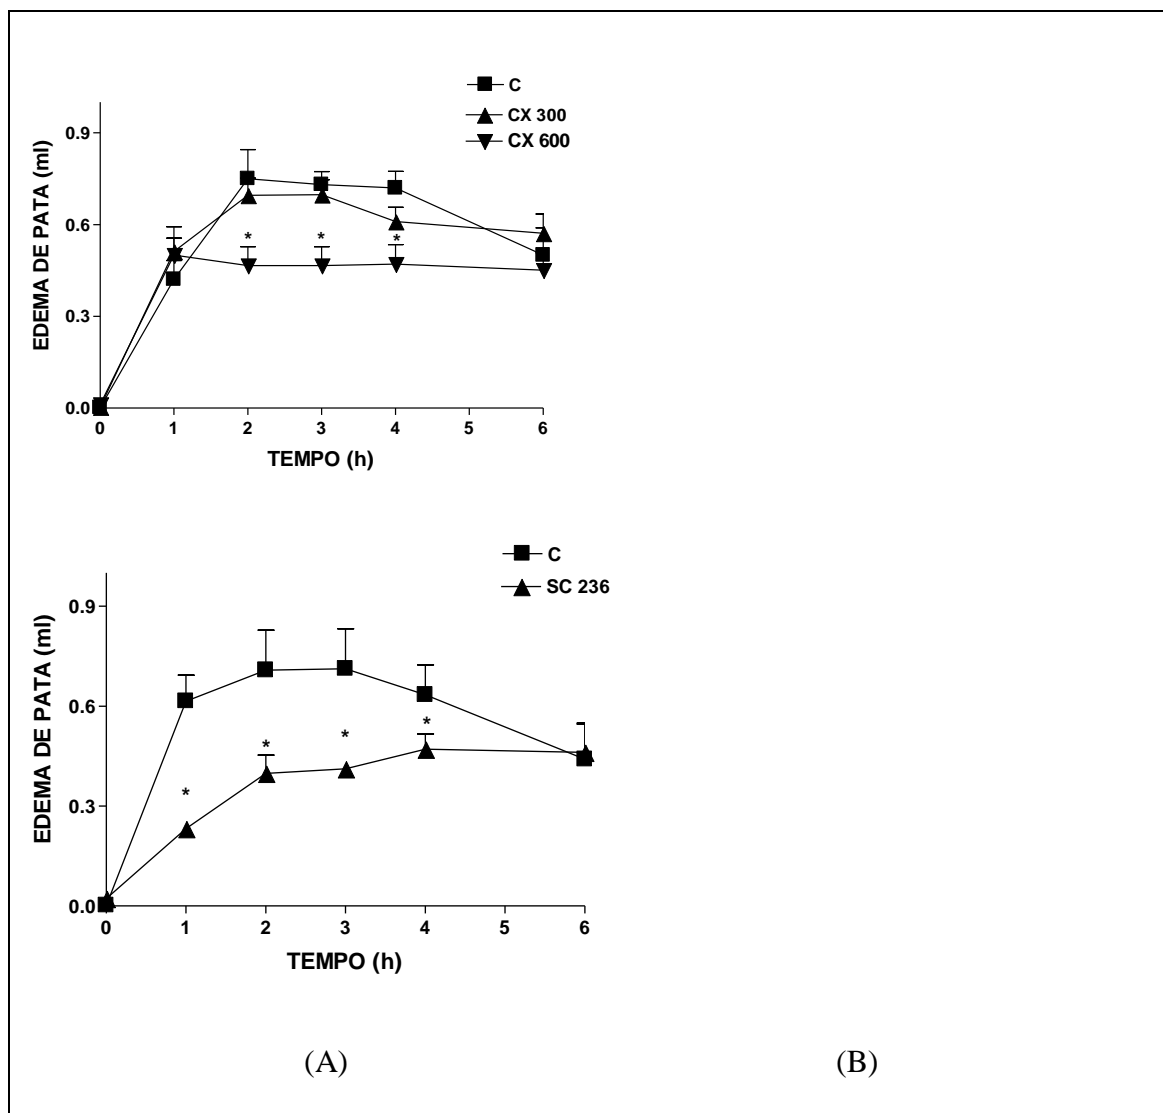 C
CX 300
CX 600
EDEMA DE PATA (ml)
0.9
0.6
0.3
0.0
* * *
0 1 2 3 4 5 6
TEMPO (h)
C
SC 236
EDEMA DE PATA (ml)
0.9
0.6
0.3
0.0
* * * *
0 1 2 3 4 5 6
TEMPO (h)
(A) (B)